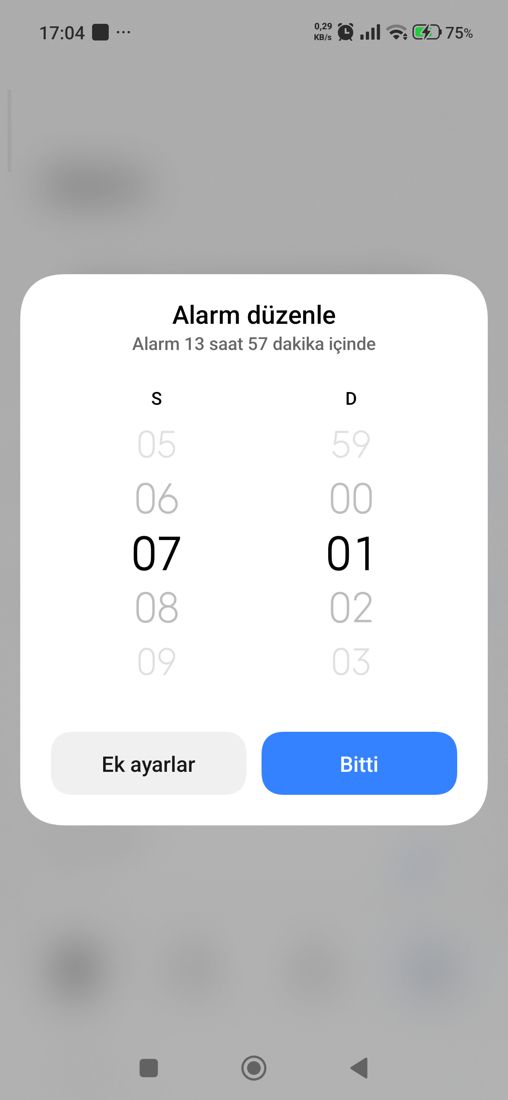 17:04 ... 0,29 KB/s 75%
Alarm düzenle
Alarm 13 saat 57 dakika içinde
S D
05 59
06 00
07 01
08 02
09 03
Ek ayarlar Bitti